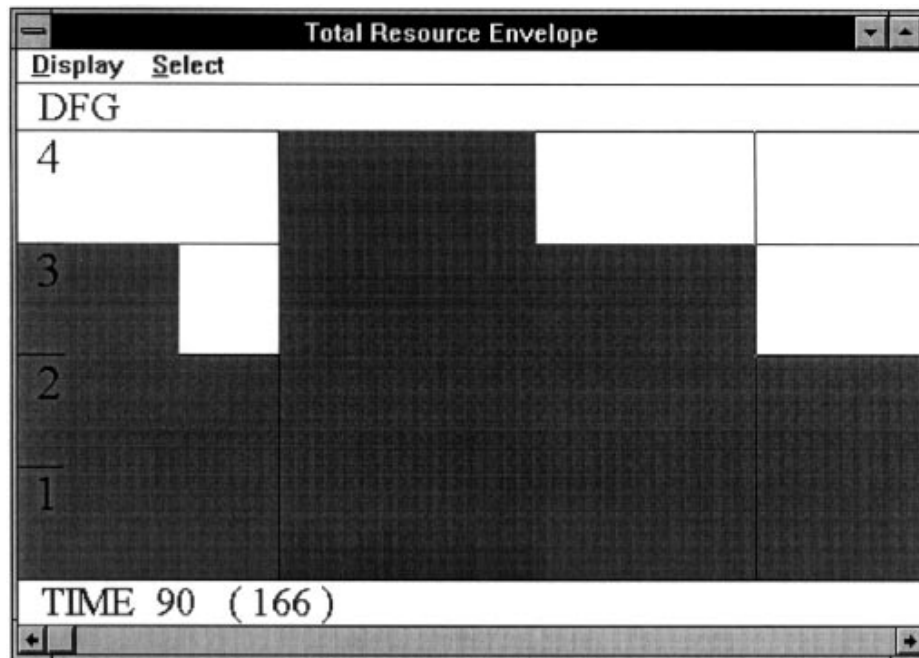 Total Resource Envelope
Display Select
DFG
4
3
2
1
TIME 90 (166)